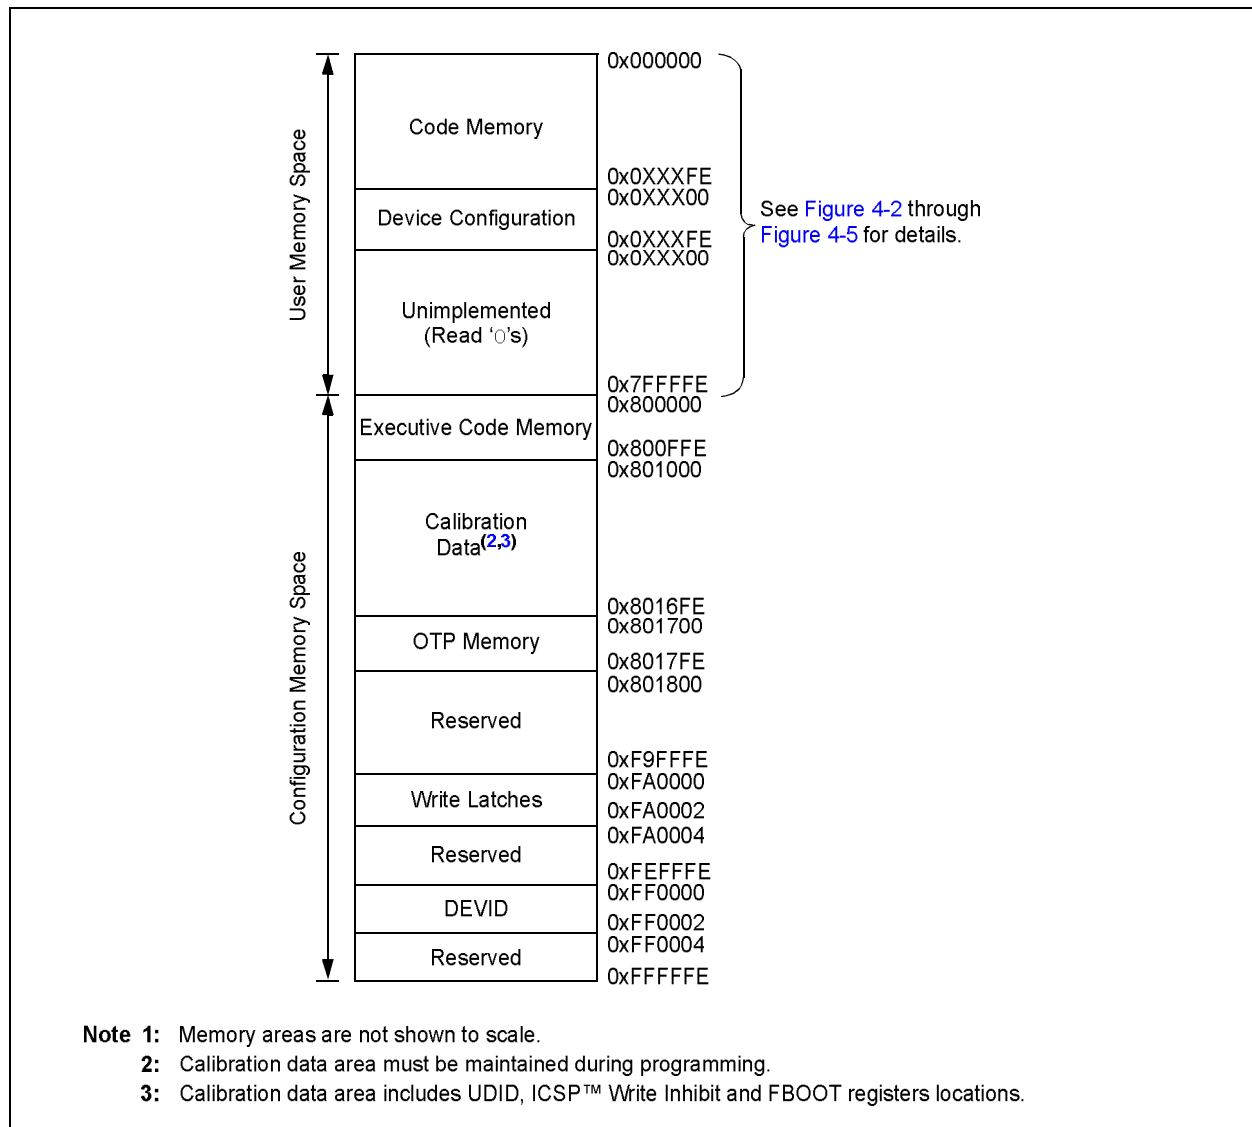 User Memory Space
Configuration Memory Space
Code Memory
Device Configuration
Unimplemented
(Read ‘0’s)
Executive Code Memory
Calibration
Data(2,3)
OTP Memory
Reserved
Write Latches
Reserved
DEVID
Reserved
0x000000
0x0XXXFE
0x0XXX00
0x0XXXFE
0x0XXX00
0x7FFFFE
0x800000
0x800FFE
0x801000
0x8016FE
0x801700
0x8017FE
0x801800
0xF9FFFE
0xFA0000
0xFA0002
0xFA0004
0xFEFFFE
0xFF0000
0xFF0002
0xFF0004
0xFFFFFE
See Figure 4-2 through
Figure 4-5 for details.
Note 1: Memory areas are not shown to scale.
2: Calibration data area must be maintained during programming.
3: Calibration data area includes UDID, ICSP™ Write Inhibit and FBOOT registers locations.